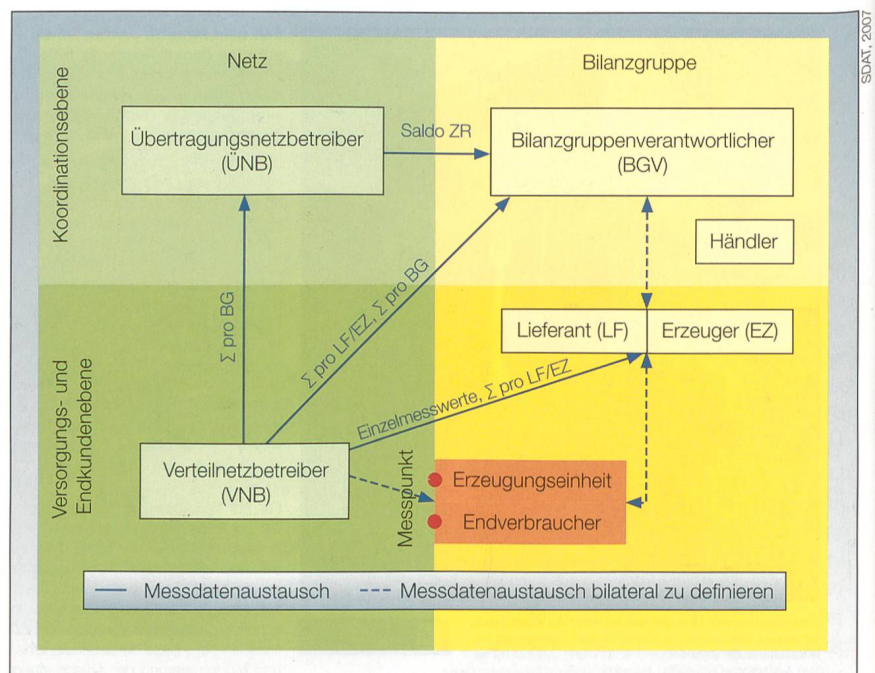 SDAT, 2007
Netz
Bilanzgruppe
Koordinationsebene
Übertragungsnetzbetreiber
(ÜNB)
Saldo ZR
Bilanzgruppenverantwortlicher
(BGV)
Händler
Σ pro BG
Σ pro LF/EZ, Σ pro BG
Lieferant (LF)
Erzeuger (EZ)
Versorgungs- und
Endkundenebene
Einzelmesswerte, Σ pro LF/EZ
Verteilnetzbetreiber
(VNB)
Messpunkt
Erzeugungseinheit
Endverbraucher
Messdatenaustausch
Messdatenaustausch bilateral zu definieren